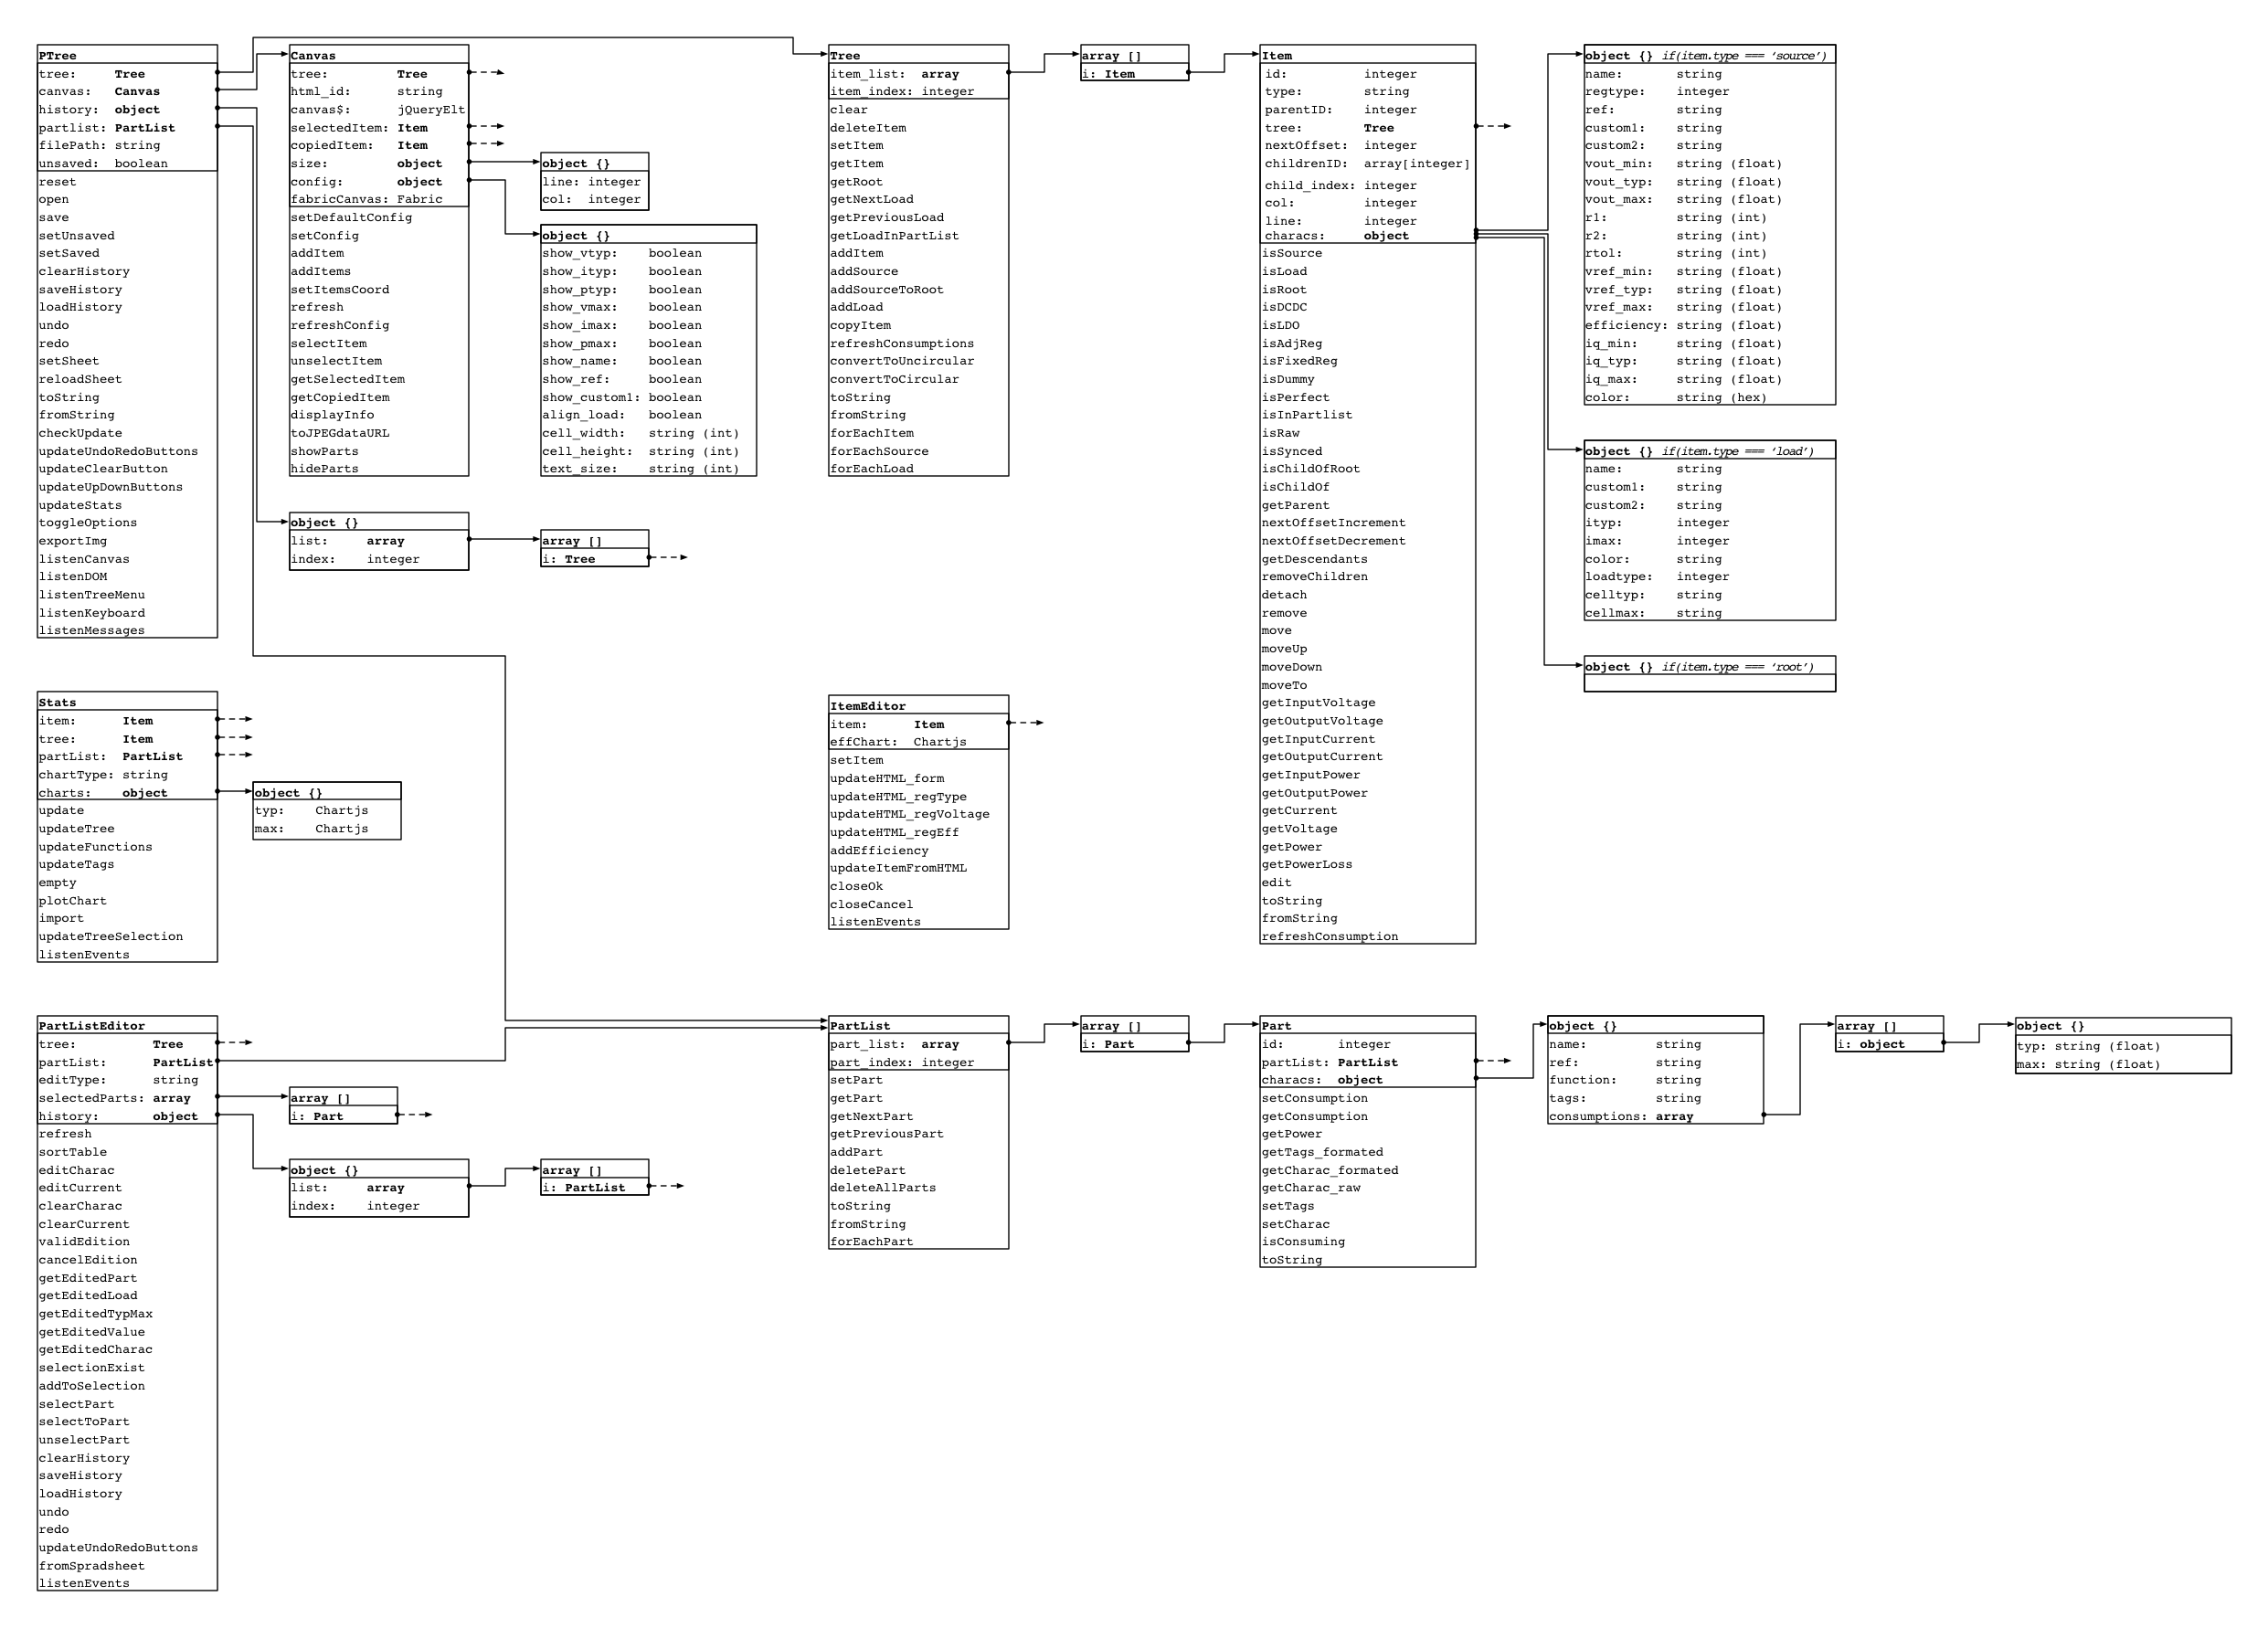 PTree
tree: Tree
canvas: Canvas
history: object
partlist: PartList
filePath: string
unsaved: boolean
reset
open
save
setUnsaved
setSaved
clearHistory
saveHistory
loadHistory
undo
redo
setSheet
reloadSheet
toString
fromString
checkUpdate
updateUndoRedoButtons
updateClearButton
updateUpDownButtons
updateStats
toggleOptions
exportImg
listenCanvas
listenDOM
listenTreeMenu
listenKeyboard
listenMessages
Canvas
tree: Tree
html_id: string
canvas$: jQueryElt
selectedItem: Item
copiedItem: Item
size: object
config: object
fabricCanvas: Fabric
setDefaultConfig
setConfig
addItem
addItems
setItemsCoord
refresh
refreshConfig
selectItem
unselectItem
getSelectedItem
getCopiedItem
displayInfo
toJPEGdataURL
showParts
hideParts
object {}
line: integer
col: integer
object {}
show_vtyp: boolean
show_ityp: boolean
show_ptyp: boolean
show_vmax: boolean
show_imax: boolean
show_pmax: boolean
show_name: boolean
show_ref: boolean
show_custom1: boolean
align_load: boolean
cell_width: string (int)
cell_height: string (int)
text_size: string (int)
object {}
list: array
index: integer
array []
i: Tree
Tree
item_list: array
item_index: integer
clear
deleteItem
setItem
getItem
getRoot
getNextLoad
getPreviousLoad
getLoadInPartList
addItem
addSource
addSourceToRoot
addLoad
copyItem
refreshConsumptions
convertToUncircular
convertToCircular
toString
fromString
forEachItem
forEachSource
forEachLoad
array []
i: Item
Item
id: integer
type: string
parentID: integer
tree: Tree
nextOffset: integer
childrenID: array[integer]
child_index: integer
col: integer
line: integer
characs: object
isSource
isLoad
isRoot
isDCDC
isLDO
isAdjReg
isFixedReg
isDummy
isPerfect
isInPartlist
isRaw
isSynced
isChildOfRoot
isChildOf
getParent
nextOffsetIncrement
nextOffsetDecrement
getDescendants
removeChildren
detach
remove
move
moveUp
moveDown
moveTo
getInputVoltage
getOutputVoltage
getInputCurrent
getOutputCurrent
getInputPower
getOutputPower
getCurrent
getVoltage
getPower
getPowerLoss
edit
toString
fromString
refreshConsumption
object {} if(item.type === ‘source’)
name: string
regtype: integer
ref: string
custom1: string
custom2: string
vout_min: string (float)
vout_typ: string (float)
vout_max: string (float)
r1: string (int)
r2: string (int)
rtol: string (int)
vref_min: string (float)
vref_typ: string (float)
vref_max: string (float)
efficiency: string (float)
iq_min: string (float)
iq_typ: string (float)
iq_max: string (float)
color: string (hex)
object {} if(item.type === ‘load’)
name: string
custom1: string
custom2: string
ityp: integer
imax: integer
color: string
loadtype: integer
celltyp: string
cellmax: string
object {} if(item.type === ‘root’)
Stats
item: Item
tree: Item
partList: PartList
chartType: string
charts: object
update
updateTree
updateFunctions
updateTags
empty
plotChart
import
updateTreeSelection
listenEvents
object {}
typ: Chartjs
max: Chartjs
ItemEditor
item: Item
effChart: Chartjs
setItem
updateHTML_form
updateHTML_regType
updateHTML_regVoltage
updateHTML_regEff
addEfficiency
updateItemFromHTML
closeOk
closeCancel
listenEvents
PartListEditor
tree: Tree
partList: PartList
editType: string
selectedParts: array
history: object
refresh
sortTable
editCharac
editCurrent
clearCharac
clearCurrent
validEdition
cancelEdition
getEditedPart
getEditedLoad
getEditedTypMax
getEditedValue
getEditedCharac
selectionExist
addToSelection
selectPart
selectToPart
unselectPart
clearHistory
saveHistory
loadHistory
undo
redo
updateUndoRedoButtons
fromSpradsheet
listenEvents
array []
i: Part
object {}
list: array
index: integer
array []
i: PartList
PartList
part_list: array
part_index: integer
setPart
getPart
getNextPart
getPreviousPart
addPart
deletePart
deleteAllParts
toString
fromString
forEachPart
array []
i: Part
Part
id: integer
partList: PartList
characs: object
setConsumption
getConsumption
getPower
getTags_formated
getCharac_formated
getCharac_raw
setTags
setCharac
isConsuming
toString
object {}
name: string
ref: string
function: string
tags: string
consumptions: array
array []
i: object
object {}
typ: string (float)
max: string (float)